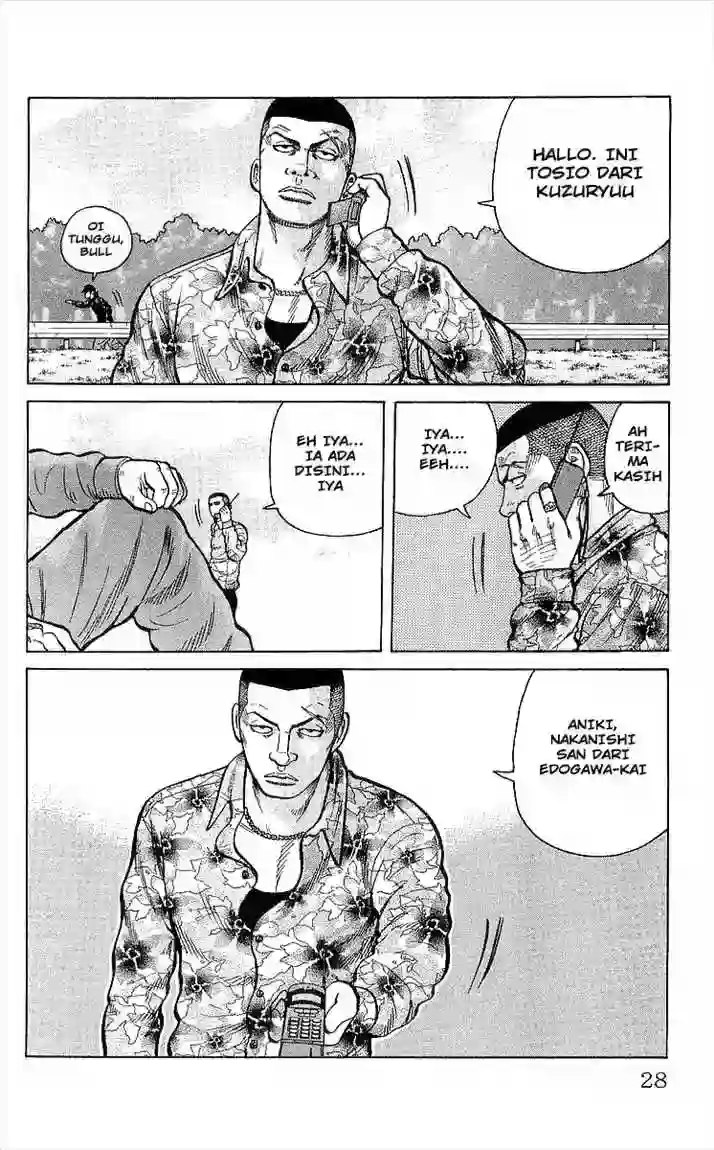 HALLO. INI
TOSIO DARI
KUZURYUU
OI
TUNGGU,
BULL
EH IYA...
IA ADA
DISINI...
IYA
IYA...
IYA....
EEH....
AH
TERI-
MA
KASIH
ANIKI,
NAKANISHI
SAN DARI
EDOGAWA-KAI
28